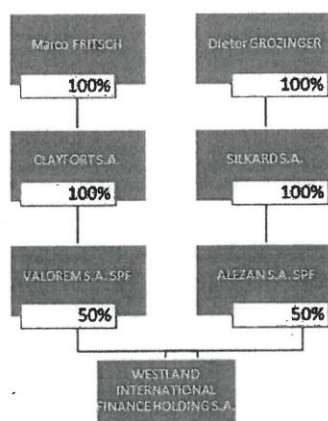 Marco FRITSCH
Dieter GROZINGER
100%
100%
CLAYFORT S.A.
SILKARD S.A.
100%
100%
VALOREM S.A. SPF
ALEZAN S.A. SPF
50%
50%
WESTLAND
INTERNATIONAL
FINANCE HOLDING S.A.